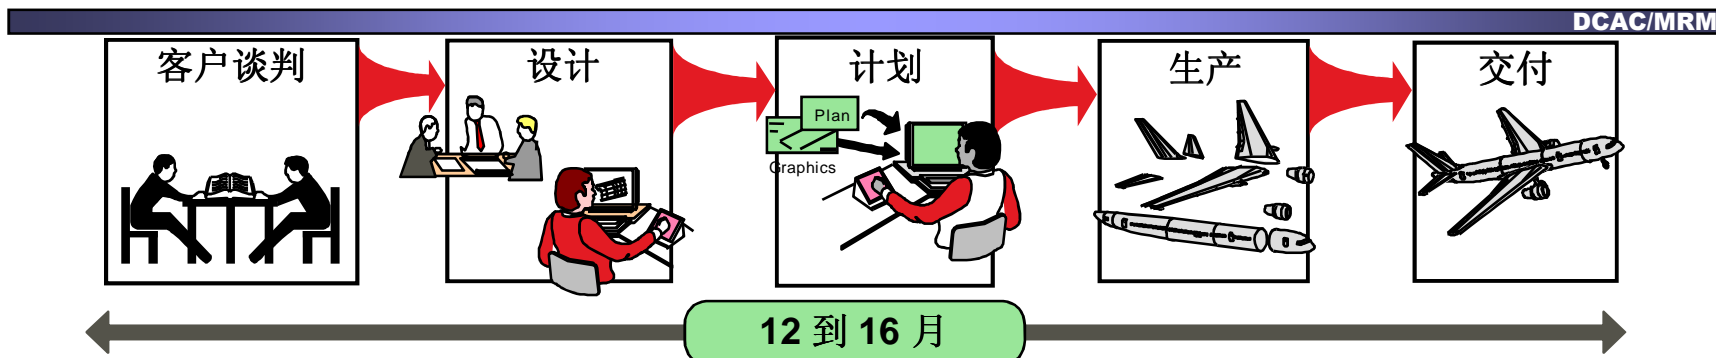 DCAC/MRM
客户谈判
设计
计划
生产
交付
Plan
Graphics
12 到 16 月